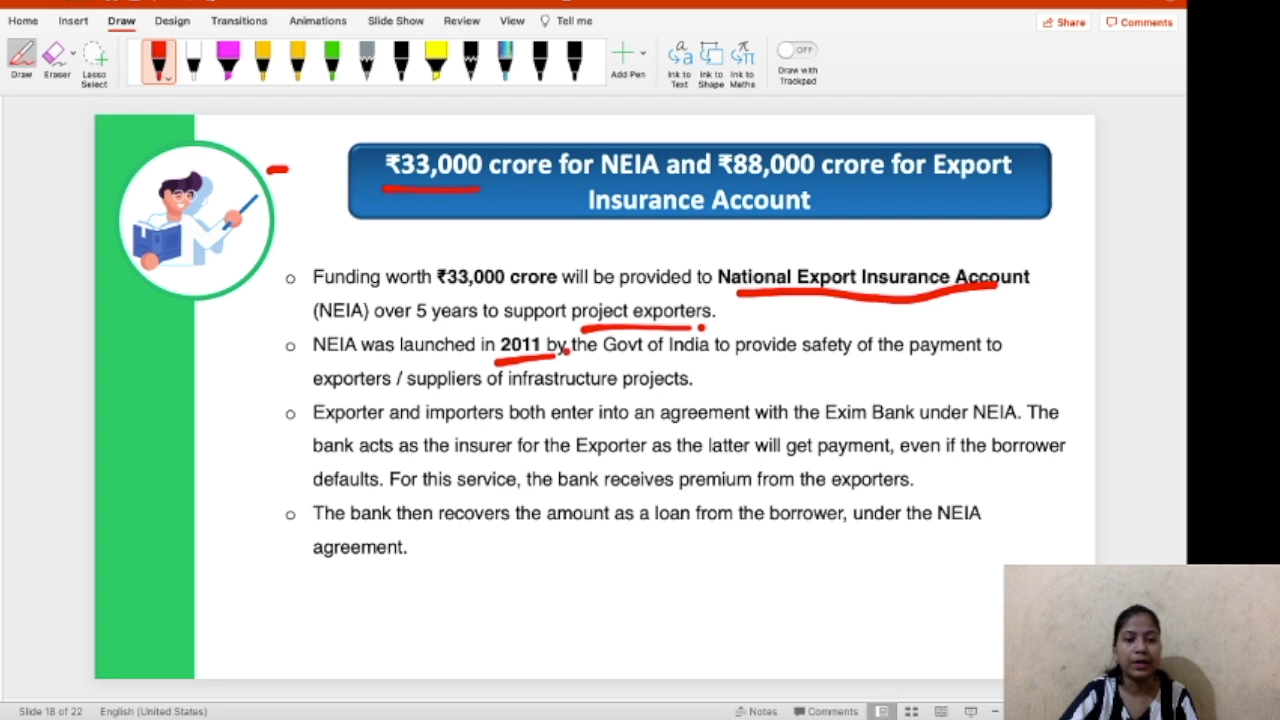 Home Insert Draw Design Transitions Animations Slide Show Review View Tell me Share Comments
Draw Eraser Lasso Select Add Pen Ink to Text Ink to Shape Ink to Maths OFF Draw with Trackpad
₹33,000 crore for NEIA and ₹88,000 crore for Export
Insurance Account
o Funding worth ₹33,000 crore will be provided to National Export Insurance Account
(NEIA) over 5 years to support project exporters.
o NEIA was launched in 2011 by the Govt of India to provide safety of the payment to
exporters / suppliers of infrastructure projects.
o Exporter and importers both enter into an agreement with the Exim Bank under NEIA. The
bank acts as the insurer for the Exporter as the latter will get payment, even if the borrower
defaults. For this service, the bank receives premium from the exporters.
o The bank then recovers the amount as a loan from the borrower, under the NEIA
agreement.
Slide 18 of 22 English (United States) Notes Comments